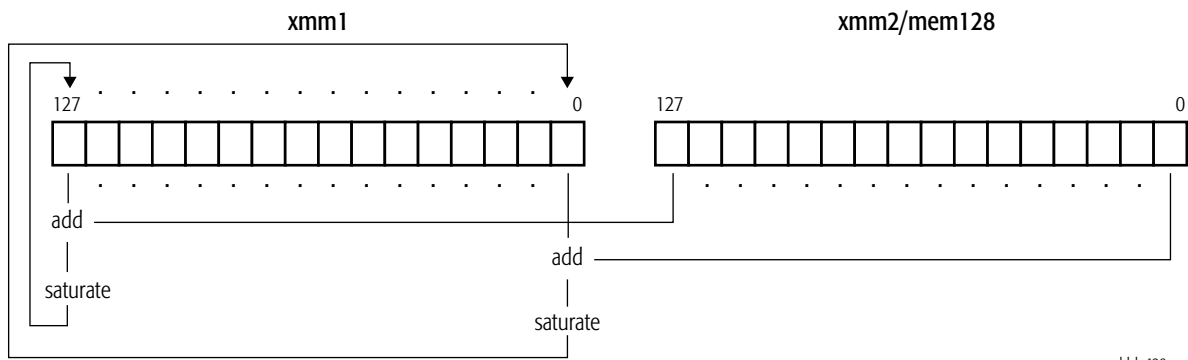 xmm1 xmm2/mem128
127 . . . . . . . . . . . . . . 0 127 0
. . . . . . . . . . . . . . . . . . . . . . . . . . . .
add
add
saturate
saturate